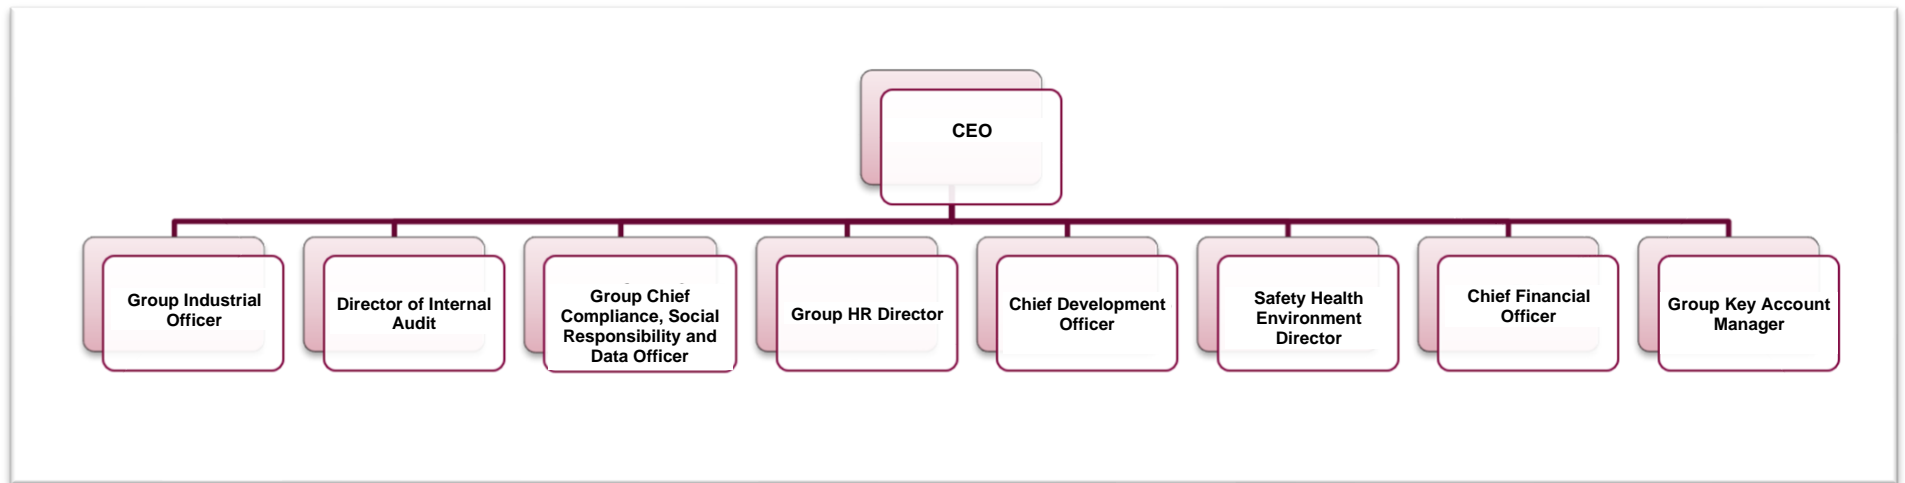 CEO
Group Industrial
Officer
Director of Internal
Audit
Group Chief
Compliance, Social
Responsibility and
Data Officer
Group HR Director
Chief Development
Officer
Safety Health
Environment
Director
Chief Financial
Officer
Group Key Account
Manager